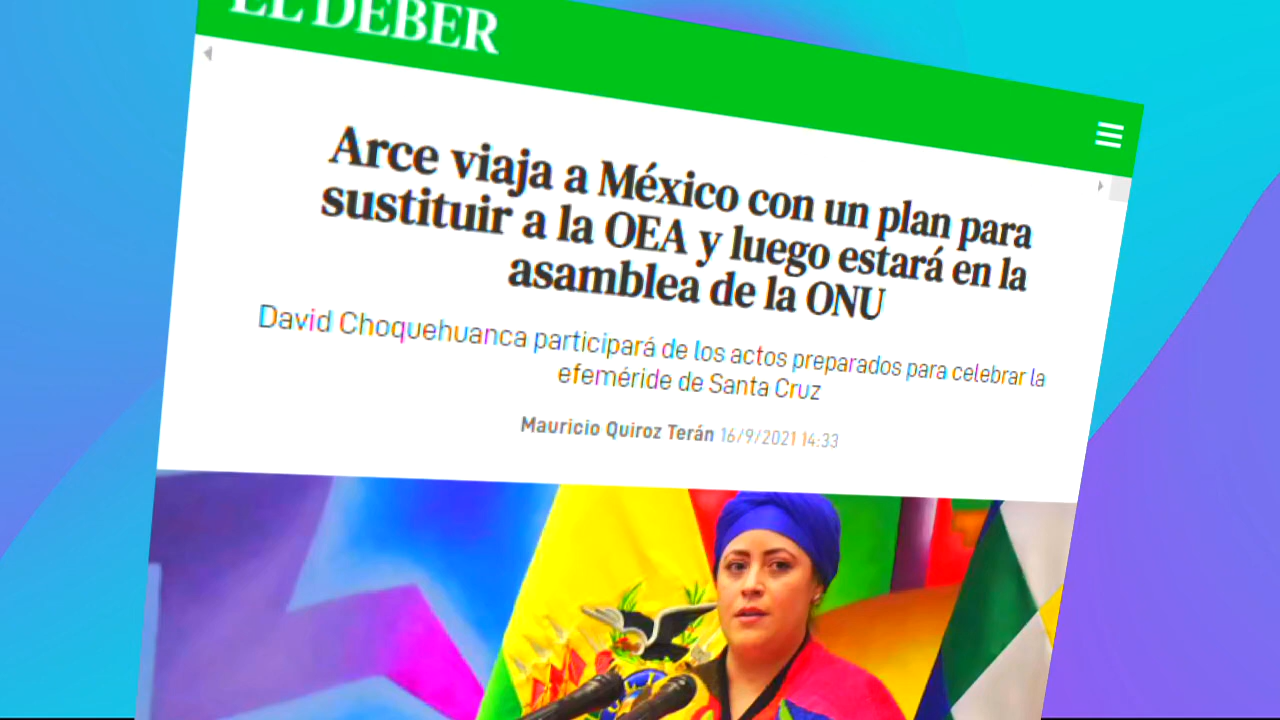 EL DEBER
Arce viaja a México con un plan para
sustituir a la OEA y luego estará en la
asamblea de la ONU
David Choquehuanca participará de los actos preparados para celebrar la
efeméride de Santa Cruz
Mauricio Quiroz Terán 16/9/2021 14:33